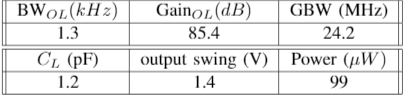 BW_OL(kHz) Gain_OL(dB) GBW (MHz)
1.3 85.4 24.2
C_L (pF) output swing (V) Power (μW)
1.2 1.4 99